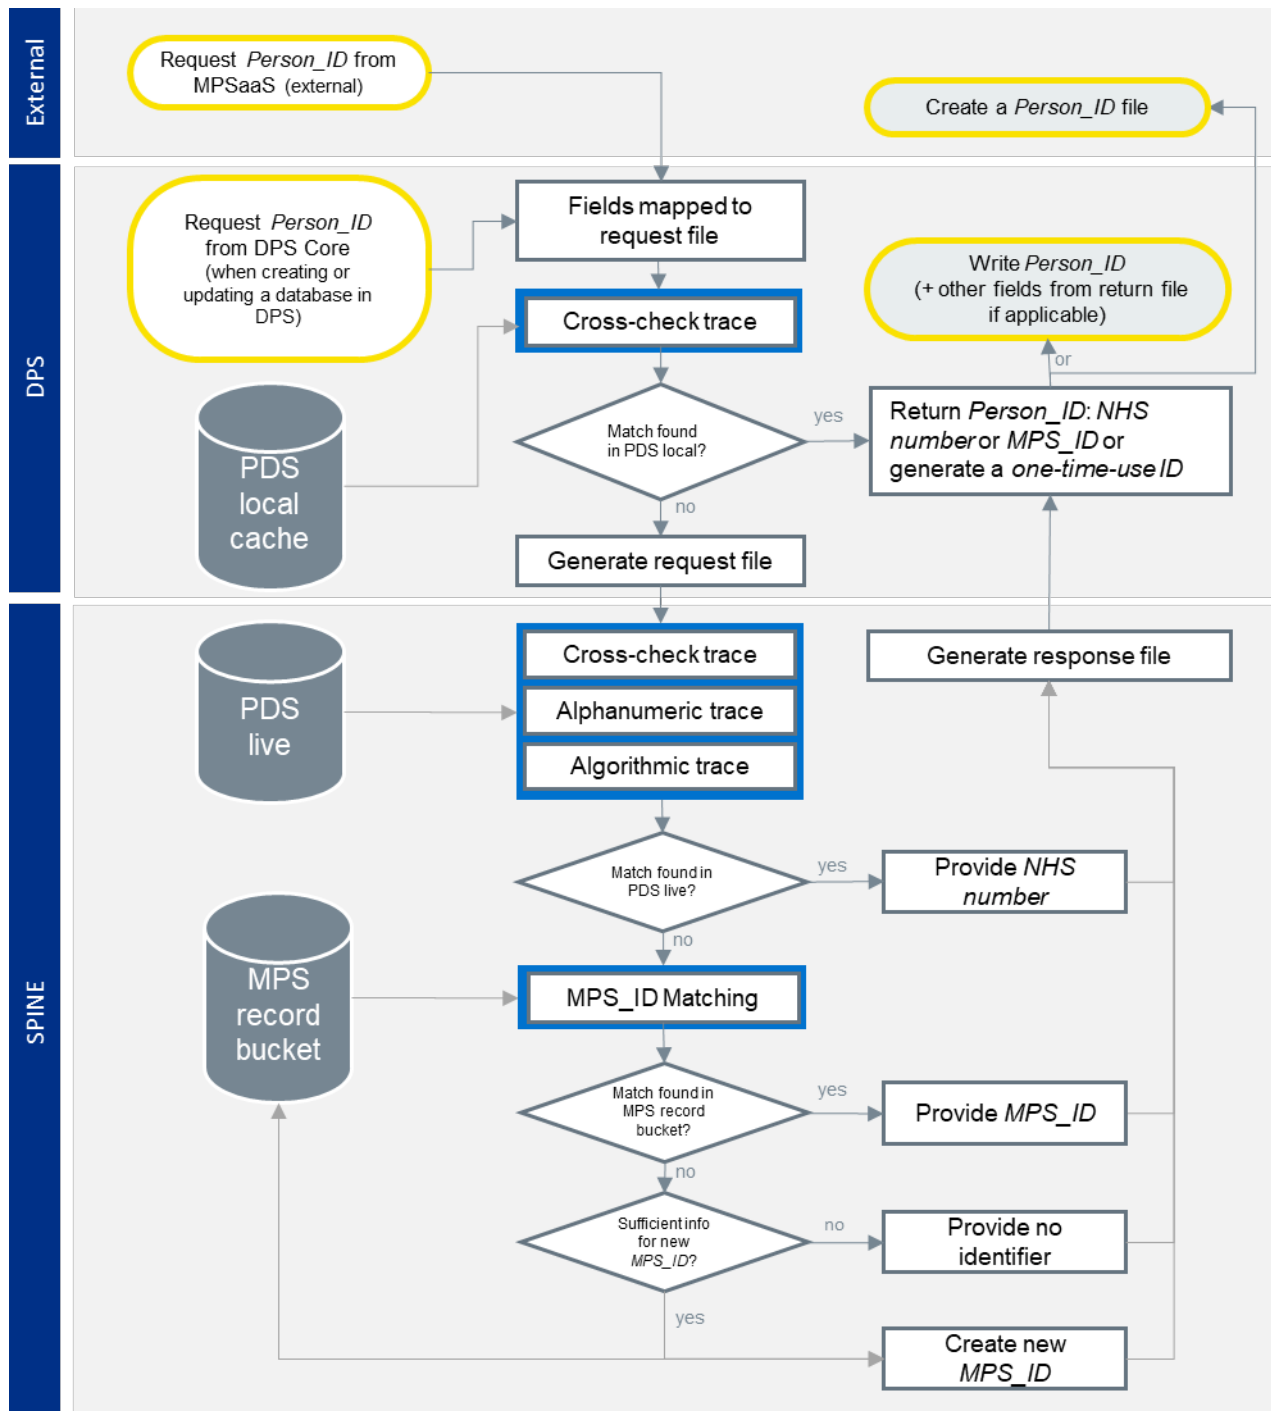 External
Request Person_ID from
MPSaaS (external)
Create a Person_ID file
DPS
Request Person_ID
from DPS Core
(when creating or
updating a database in
DPS)
Fields mapped to
request file
Write Person_ID
(+ other fields from return file
if applicable)
Cross-check trace
or
PDS
local
cache
Match found
in PDS local?
yes
Return Person_ID: NHS
number or MPS_ID or
generate a one-time-use ID
no
Generate request file
SPINE
PDS
live
Cross-check trace
Alphanumeric trace
Algorithmic trace
Generate response file
Match found in
PDS live?
yes
Provide NHS
number
no
MPS
record
bucket
MPS_ID Matching
Match found in
MPS record
bucket?
yes
Provide MPS_ID
no
Sufficient info
for new
MPS_ID?
no
Provide no
identifier
yes
Create new
MPS_ID